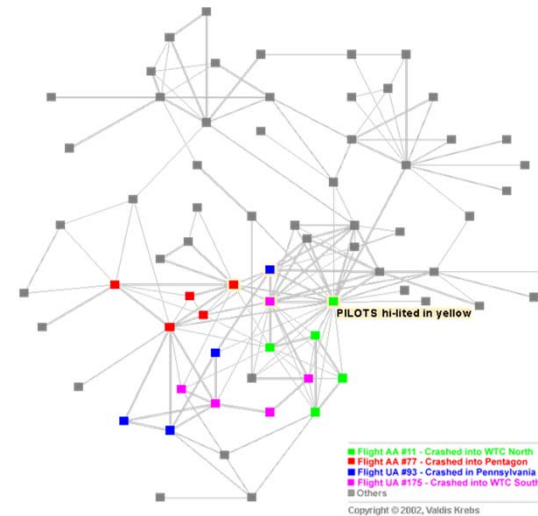 PILOTS hi-lited in yellow
Flight AA #11 - Crashed into WTC North
Flight AA #77 - Crashed into Pentagon
Flight UA #93 - Crashed in Pennsylvania
Flight UA #175 - Crashed into WTC South
Others
Copyright © 2002, Valdis Krebs